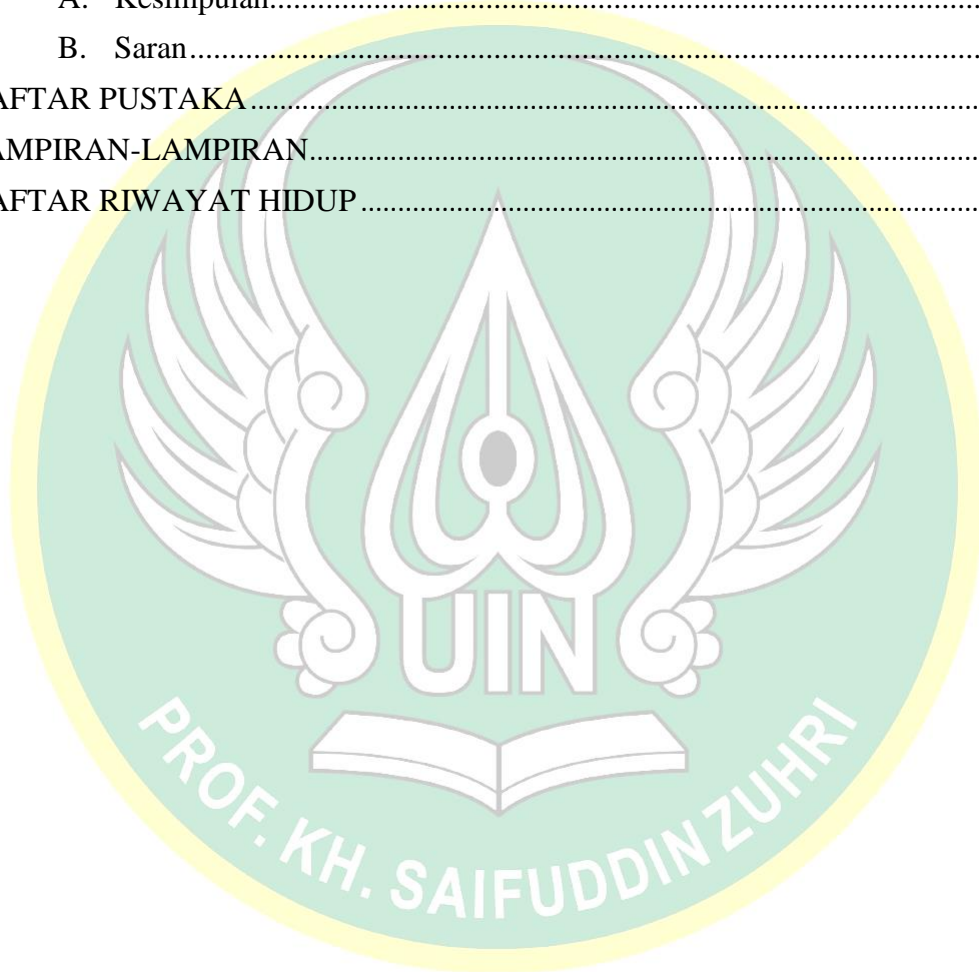 A. Kesimpulan
B. Saran
AFTAR PUSTAKA
AMPIRAN-LAMPIRAN
AFTAR RIWAYAT HIDUP
UIN
PROF. KH. SAIFUDDIN ZUHRI